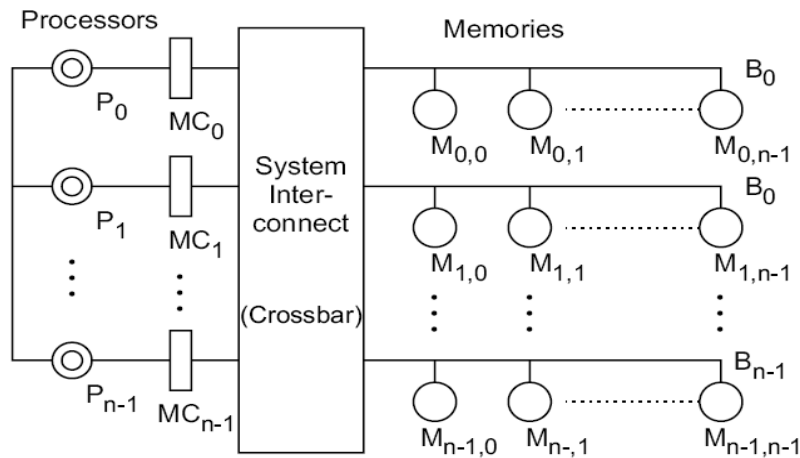 Processors
Memories
P0 MC0 M0,0 M0,1 M0,n-1 B0
System
Inter-
connect
P1 MC1 M1,0 M1,1 M1,n-1 B0
(Crossbar)
Pn-1 MCn-1 Mn-1,0 Mn-,1 Mn-1,n-1 Bn-1